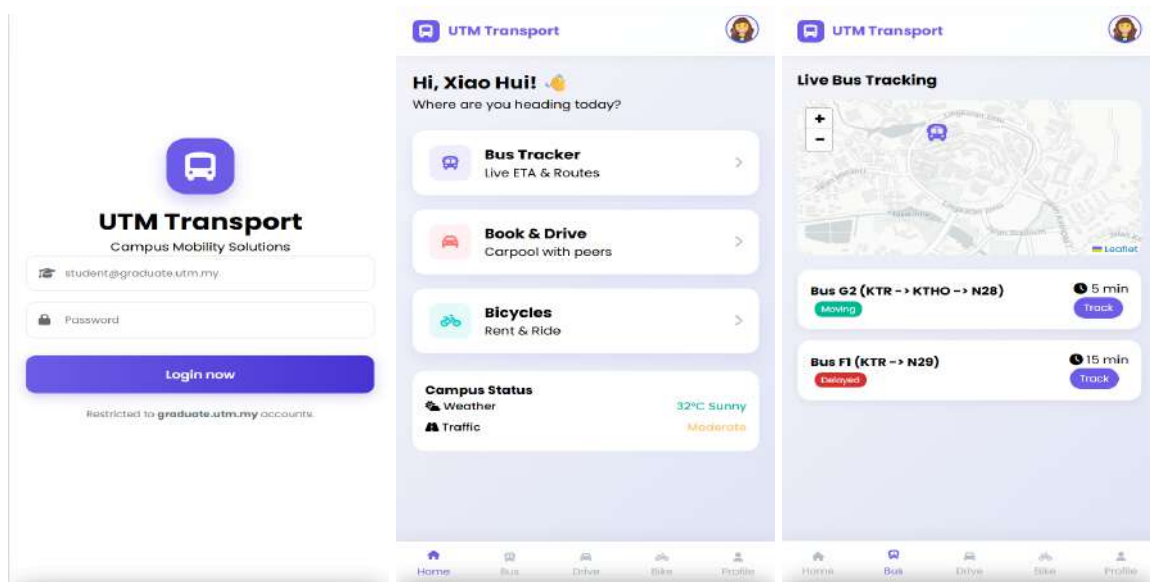 UTM Transport
Campus Mobility Solutions
student@graduate.utm.my
Password
Login now
Restricted to graduate.utm.my accounts.
UTM Transport
Hi, Xiao Hui! 👋
Where are you heading today?
Bus Tracker
Live ETA & Routes
Book & Drive
Carpool with peers
Bicycles
Rent & Ride
Campus Status
Weather 32°C Sunny
Traffic Moderate
Home Bus Drive Bike Profile
UTM Transport
Live Bus Tracking
+
−
Leaflet
Bus G2 (KTR -> KTHO -> N28) 5 min
Moving Track
Bus F1 (KTR -> N29) 15 min
Delayed Track
Home Bus Drive Bike Profile